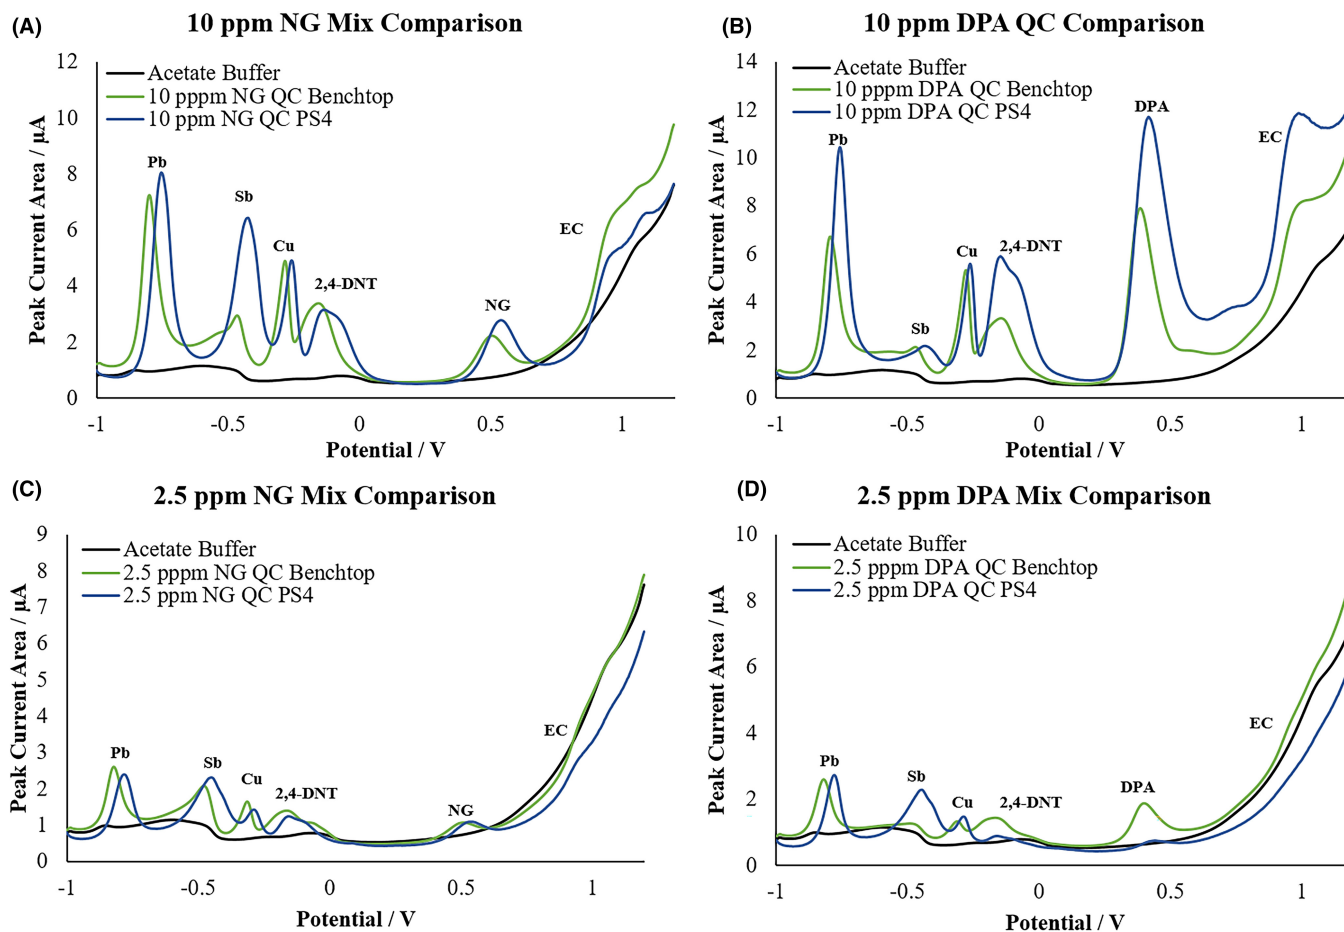 (A)
10 ppm NG Mix Comparison
Acetate Buffer
10 pppm NG QC Benchtop
10 ppm NG QC PS4
Peak Current Area / µA
12
10
8
6
4
2
0
Pb
Sb
Cu
2,4-DNT
NG
EC
-1
-0.5
0
0.5
1
Potential / V
(B)
10 ppm DPA QC Comparison
Acetate Buffer
10 pppm DPA QC Benchtop
10 ppm DPA QC PS4
Peak Current Area / µA
14
12
10
8
6
4
2
0
Pb
Sb
Cu
2,4-DNT
DPA
EC
-1
-0.5
0
0.5
1
Potential / V
(C)
2.5 ppm NG Mix Comparison
Acetate Buffer
2.5 pppm NG QC Benchtop
2.5 ppm NG QC PS4
Peak Current Area / µA
9
8
7
6
5
4
3
2
1
0
Pb
Sb
Cu
2,4-DNT
NG
EC
-1
-0.5
0
0.5
1
Potential / V
(D)
2.5 ppm DPA Mix Comparison
Acetate Buffer
2.5 pppm DPA QC Benchtop
2.5 ppm DPA QC PS4
Peak Current Area / µA
10
8
6
4
2
0
Pb
Sb
Cu
2,4-DNT
DPA
EC
-1
-0.5
0
0.5
1
Potential / V